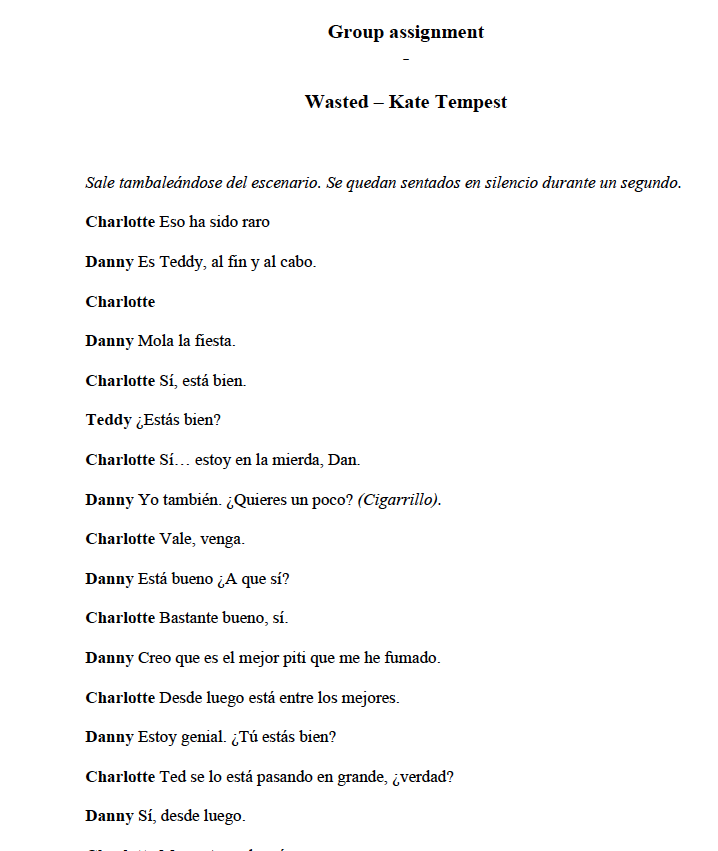 Group assignment
–
Wasted – Kate Tempest
Sale tambaleándose del escenario. Se quedan sentados en silencio durante un segundo.
Charlotte Eso ha sido raro
Danny Es Teddy, al fin y al cabo.
Charlotte
Danny Mola la fiesta.
Charlotte Sí, está bien.
Teddy ¿Estás bien?
Charlotte Sí… estoy en la mierda, Dan.
Danny Yo también. ¿Quieres un poco? (Cigarrillo).
Charlotte Vale, venga.
Danny Está bueno ¿A que sí?
Charlotte Bastante bueno, sí.
Danny Creo que es el mejor piti que me he fumado.
Charlotte Desde luego está entre los mejores.
Danny Estoy genial. ¿Tú estás bien?
Charlotte Ted se lo está pasando en grande, ¿verdad?
Danny Sí, desde luego.